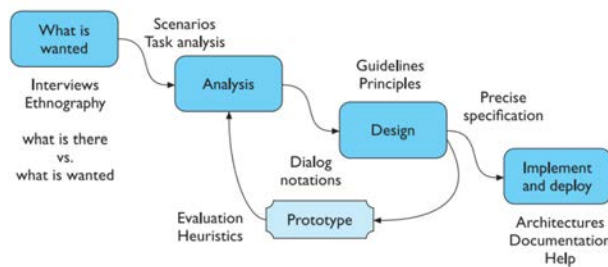 What is
wanted
Scenarios
Task analysis
Interviews
Ethnography
what is there
vs.
what is wanted
Analysis
Guidelines
Principles
Design
Precise
specification
Dialog
notations
Evaluation
Heuristics
Prototype
Implement
and deploy
Architectures
Documentation
Help